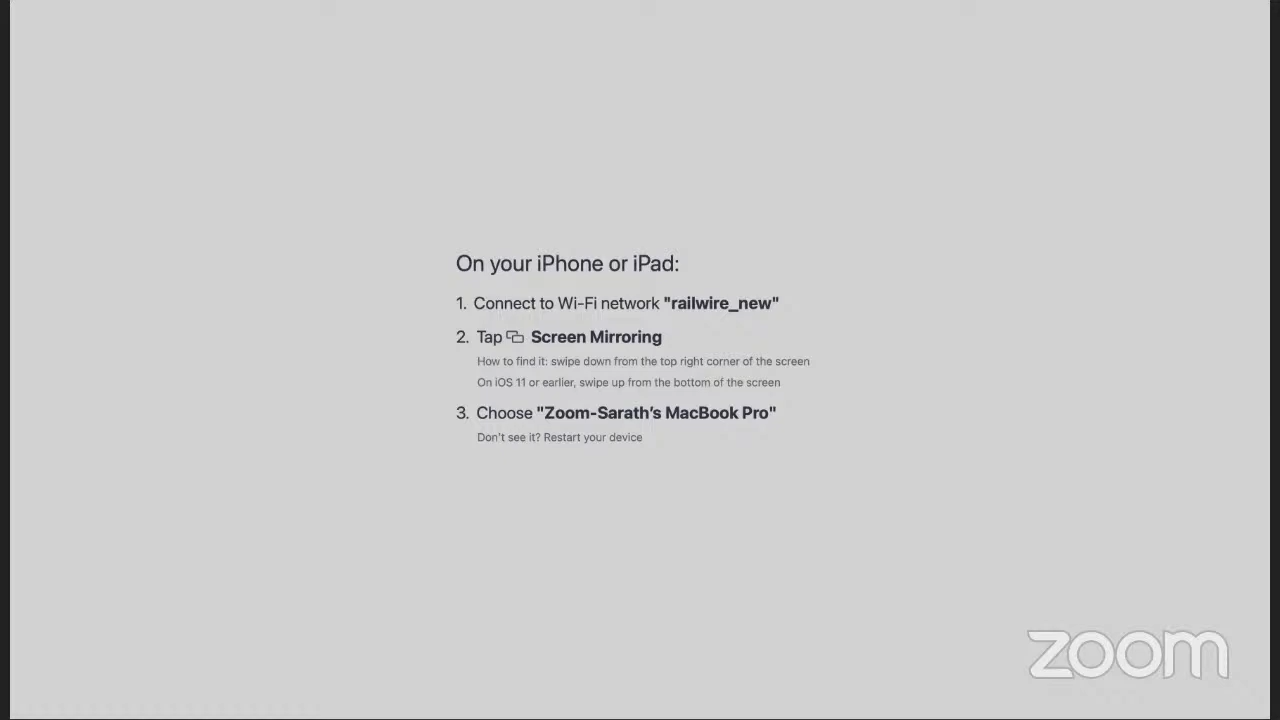 On your iPhone or iPad:
1. Connect to Wi-Fi network "railwire_new"
2. Tap Screen Mirroring
How to find it: swipe down from the top right corner of the screen
On iOS 11 or earlier, swipe up from the bottom of the screen
3. Choose "Zoom-Sarath’s MacBook Pro"
Don't see it? Restart your device
zoom